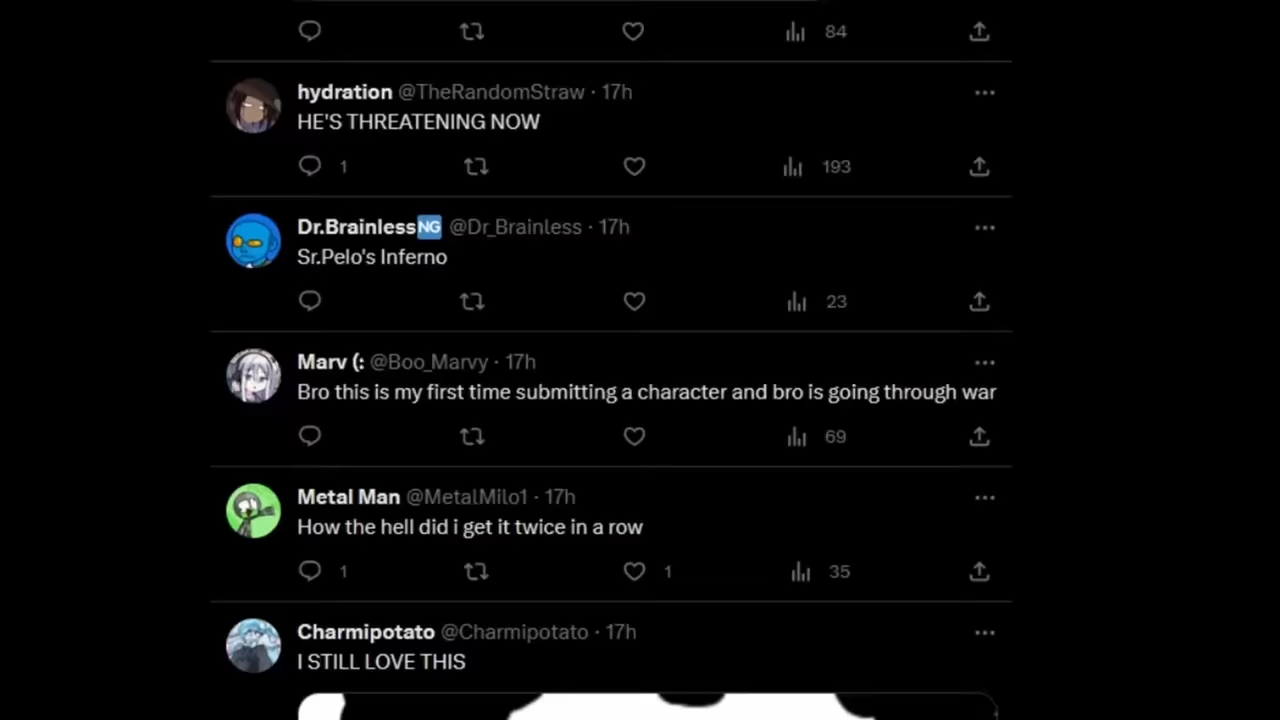 84
hydration @TheRandomStraw · 17h
HE'S THREATENING NOW
1 193
Dr.Brainless NG @Dr_Brainless · 17h
Sr.Pelo's Inferno
23
Marv (: @Boo_Marvy · 17h
Bro this is my first time submitting a character and bro is going through war
69
Metal Man @MetalMilo1 · 17h
How the hell did i get it twice in a row
1 1 35
Charmipotato @Charmipotato · 17h
I STILL LOVE THIS